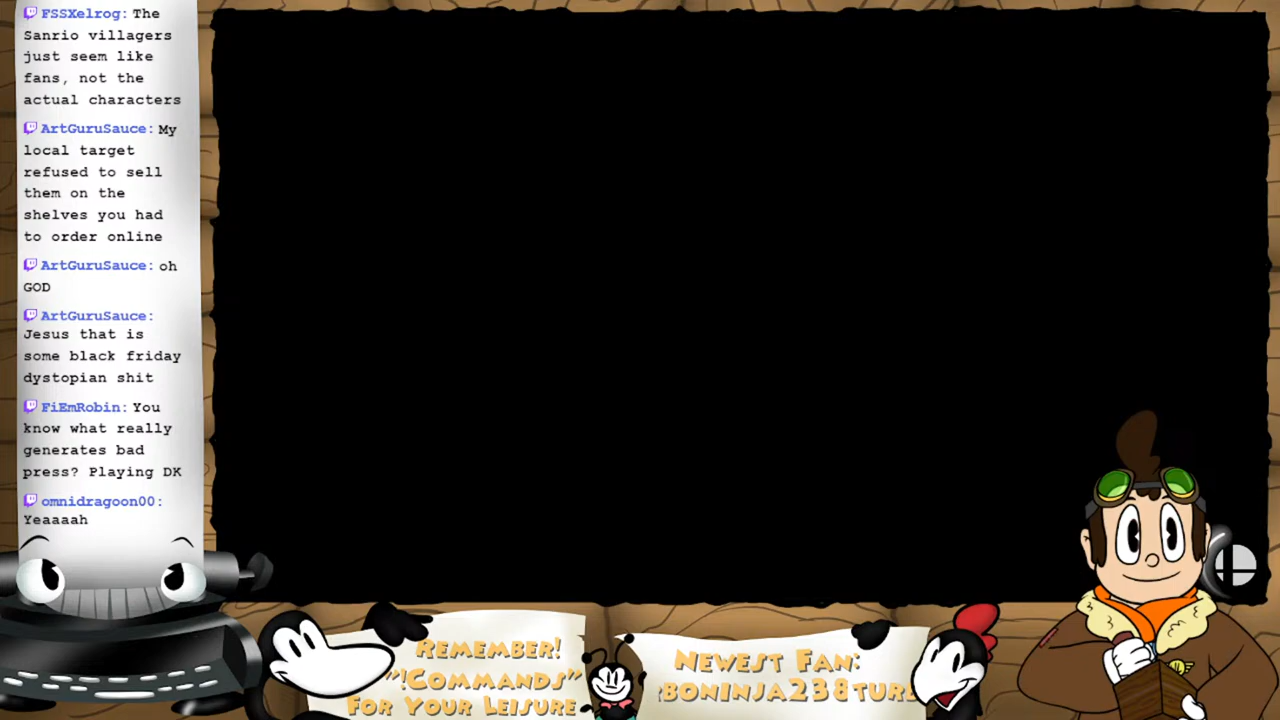 FSSXelrog: The
Sanrio villagers
just seem like
fans, not the
actual characters
ArtGuruSauce: My
local target
refused to sell
them on the
shelves you had
to order online
ArtGuruSauce: oh
GOD
ArtGuruSauce:
Jesus that is
some black friday
dystopian shit
FiEmRobin: You
know what really
generates bad
press? Playing DK
omnidragoon00:
Yeaaaah
Remember!
"!Commands"
For Your Leisure
Newest Fan:
boninja238ture